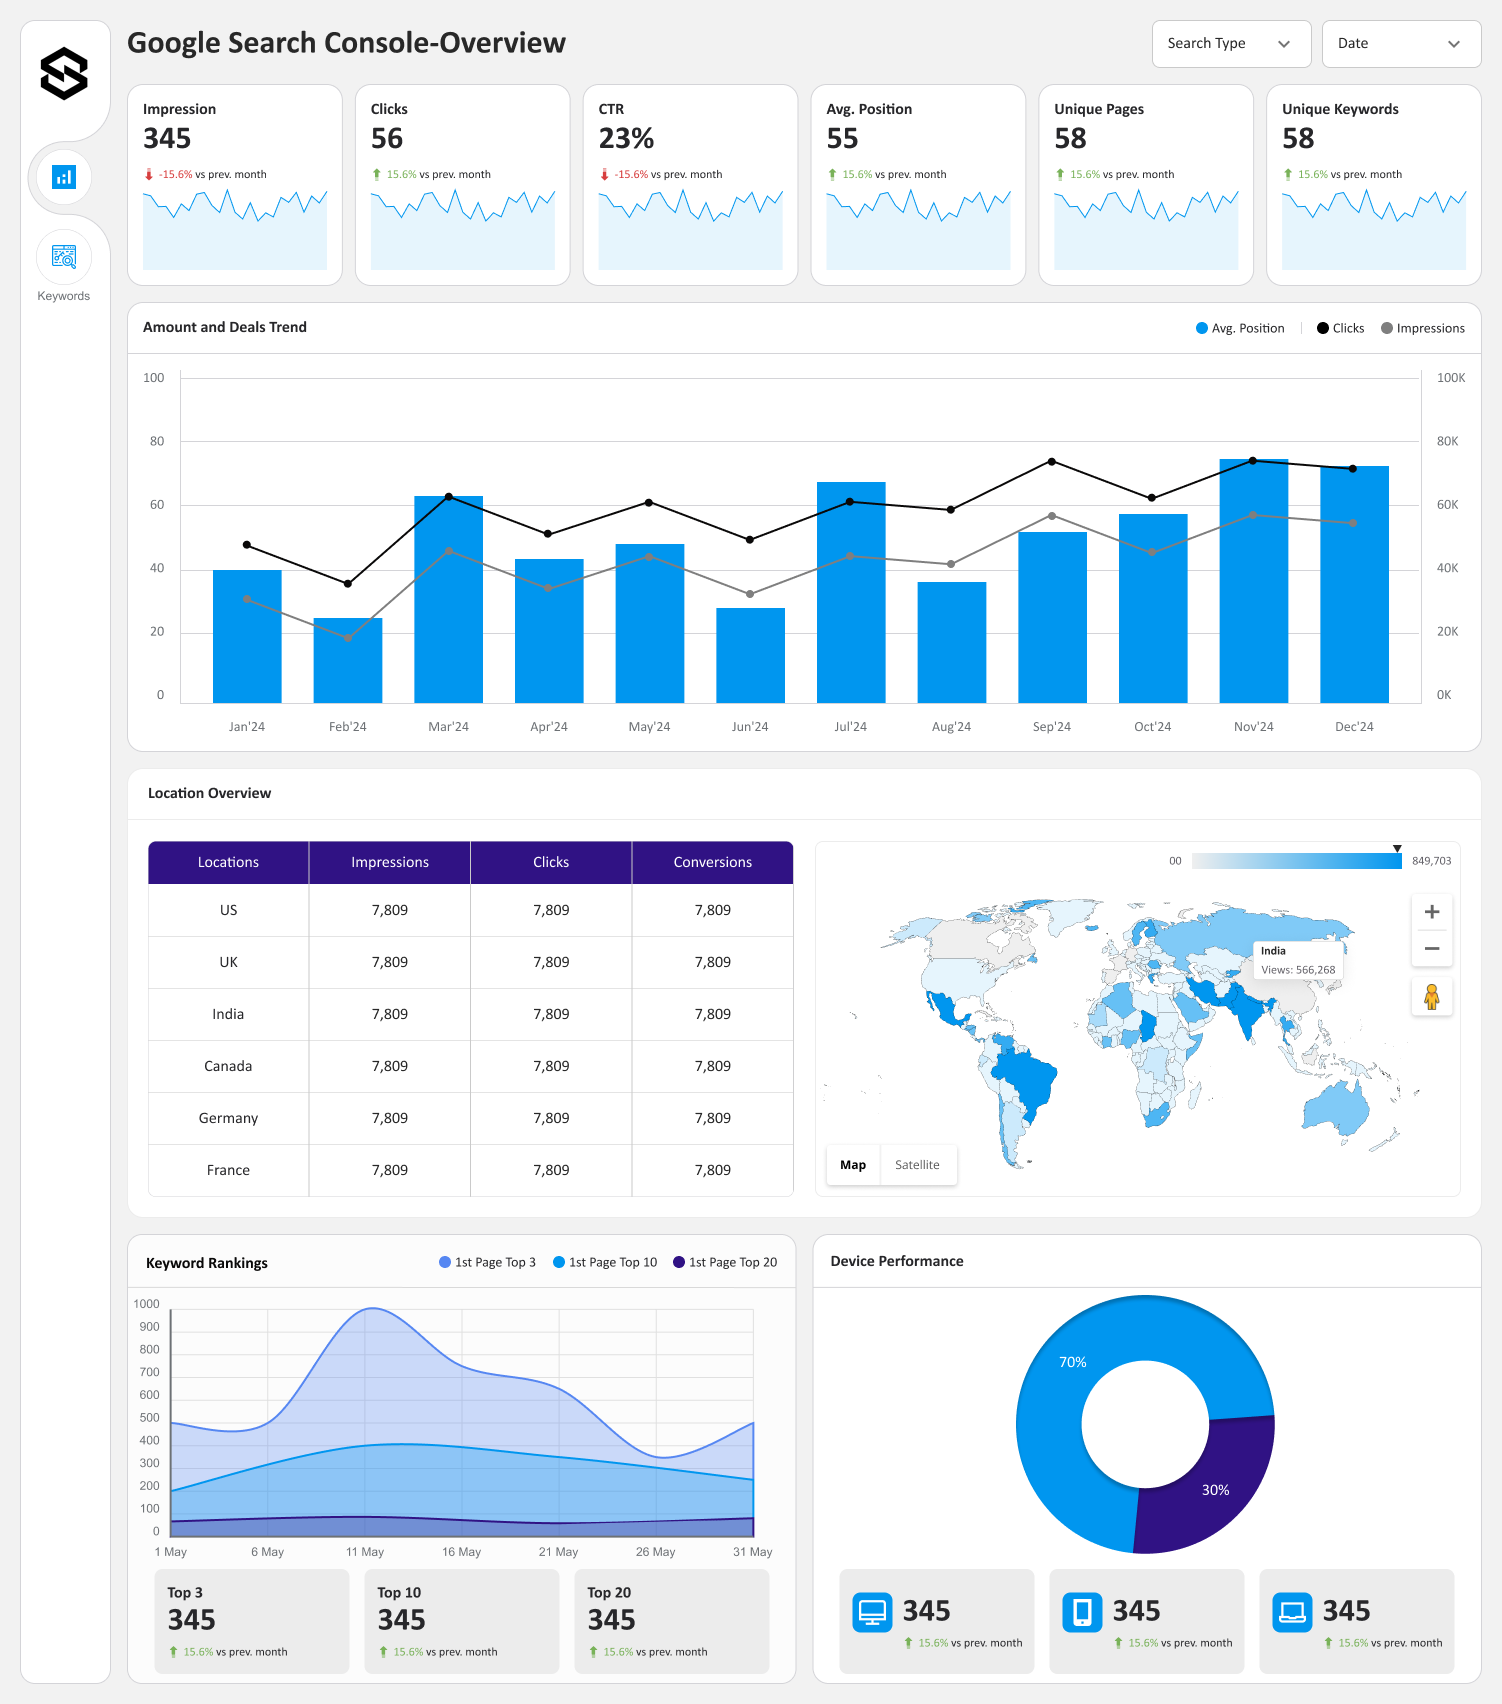 Google Search Console-Overview
Search Type
Date
Keywords
Impression
345
-15.6% vs prev. month
Clicks
56
15.6% vs prev. month
CTR
23%
-15.6% vs prev. month
Avg. Position
55
15.6% vs prev. month
Unique Pages
58
15.6% vs prev. month
Unique Keywords
58
15.6% vs prev. month
Amount and Deals Trend
Avg. Position
Clicks
Impressions
100
80
60
40
20
0
100K
80K
60K
40K
20K
0K
Jan'24 Feb'24 Mar'24 Apr'24 May'24 Jun'24 Jul'24 Aug'24 Sep'24 Oct'24 Nov'24 Dec'24
Location Overview
Locations Impressions Clicks Conversions
US 7,809 7,809 7,809
UK 7,809 7,809 7,809
India 7,809 7,809 7,809
Canada 7,809 7,809 7,809
Germany 7,809 7,809 7,809
France 7,809 7,809 7,809
00 849,703
India
Views: 566,268
Map Satellite
Keyword Rankings
1st Page Top 3
1st Page Top 10
1st Page Top 20
1000
900
800
700
600
500
400
300
200
100
0
1 May 6 May 11 May 16 May 21 May 26 May 31 May
Top 3
345
15.6% vs prev. month
Top 10
345
15.6% vs prev. month
Top 20
345
15.6% vs prev. month
Device Performance
70%
30%
345
15.6% vs prev. month
345
15.6% vs prev. month
345
15.6% vs prev. month